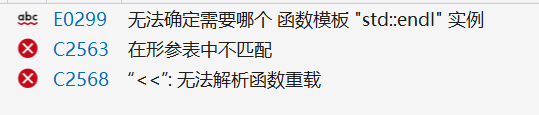 abc E0299 无法确定需要哪个 函数模板 "std::endl" 实例
C2563 在形参表中不匹配
C2568 “<<”: 无法解析函数重载